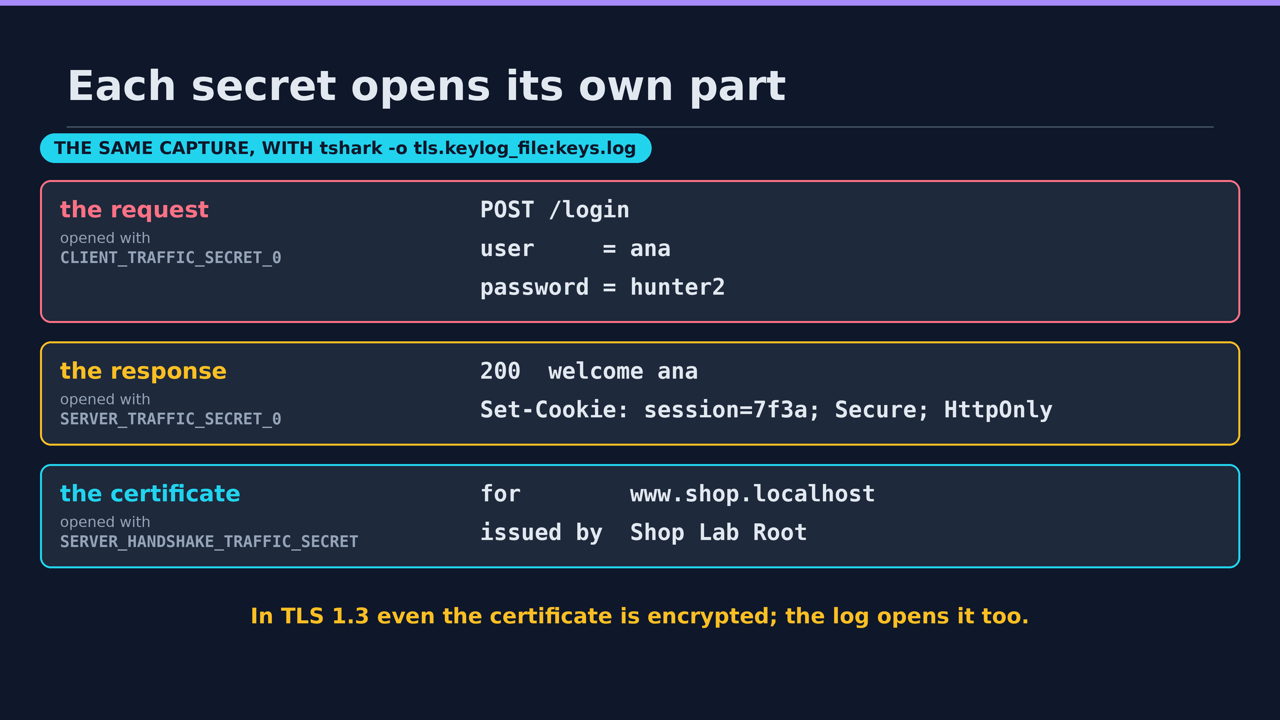 Each secret opens its own part
THE SAME CAPTURE, WITH tshark -o tls.keylog_file:keys.log
the request
opened with
CLIENT_TRAFFIC_SECRET_0
POST /login
user     = ana
password = hunter2
the response
opened with
SERVER_TRAFFIC_SECRET_0
200  welcome ana
Set-Cookie: session=7f3a; Secure; HttpOnly
the certificate
opened with
SERVER_HANDSHAKE_TRAFFIC_SECRET
for        www.shop.localhost
issued by  Shop Lab Root
In TLS 1.3 even the certificate is encrypted; the log opens it too.